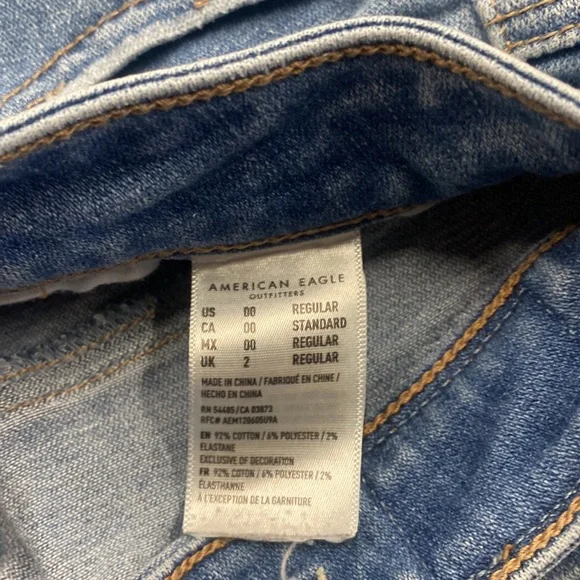 AMERICAN EAGLE
OUTFITTERS
US 00 REGULAR
CA 00 STANDARD
MX 00 REGULAR
UK 2 REGULAR
MADE IN CHINA / FABRIQUÉ EN CHINE /
HECHO EN CHINA
RN 54485/CA 03873
RFC# AEM120605U9A
EN 92% COTTON / 6% POLYESTER / 2%
ELASTANE
EXCLUSIVE OF DECORATION
FR 92% COTON / 6% POLYESTER / 2%
ÉLASTHANNE
À L'EXCEPTION DE LA GARNITURE